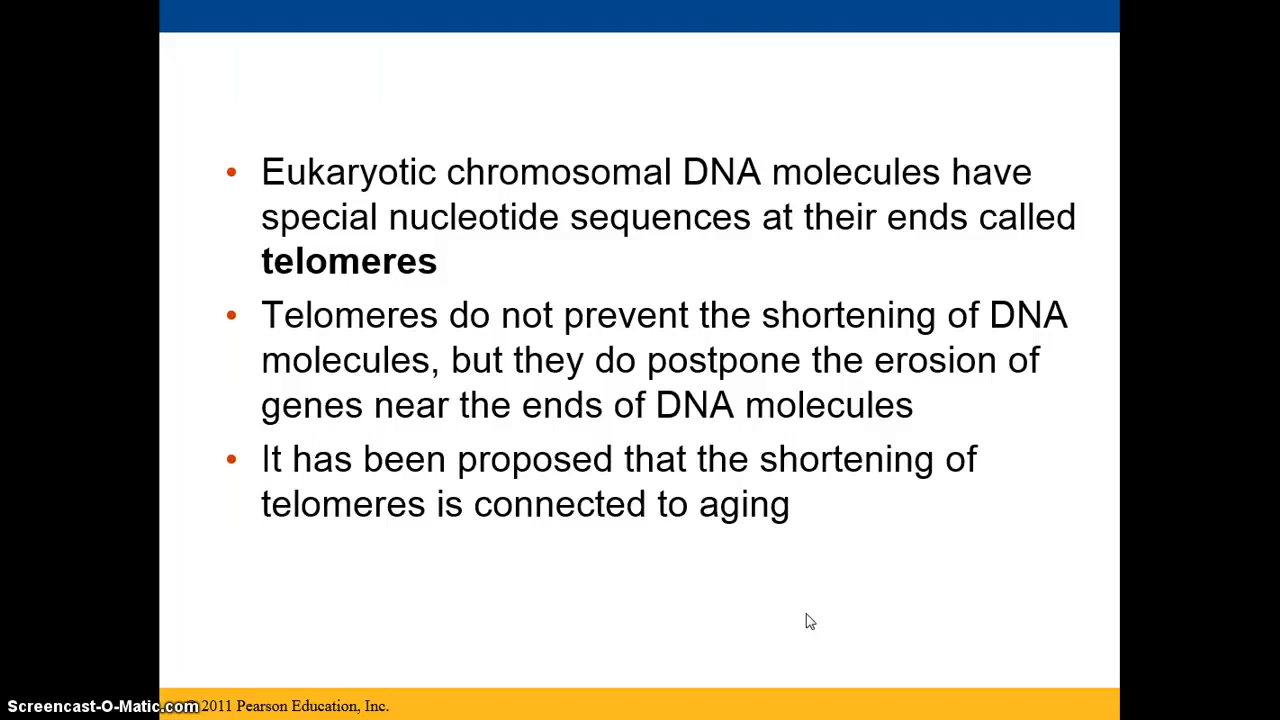 • Eukaryotic chromosomal DNA molecules have
special nucleotide sequences at their ends called
telomeres
• Telomeres do not prevent the shortening of DNA
molecules, but they do postpone the erosion of
genes near the ends of DNA molecules
• It has been proposed that the shortening of
telomeres is connected to aging
Screencast-O-Matic.com © 2011 Pearson Education, Inc.